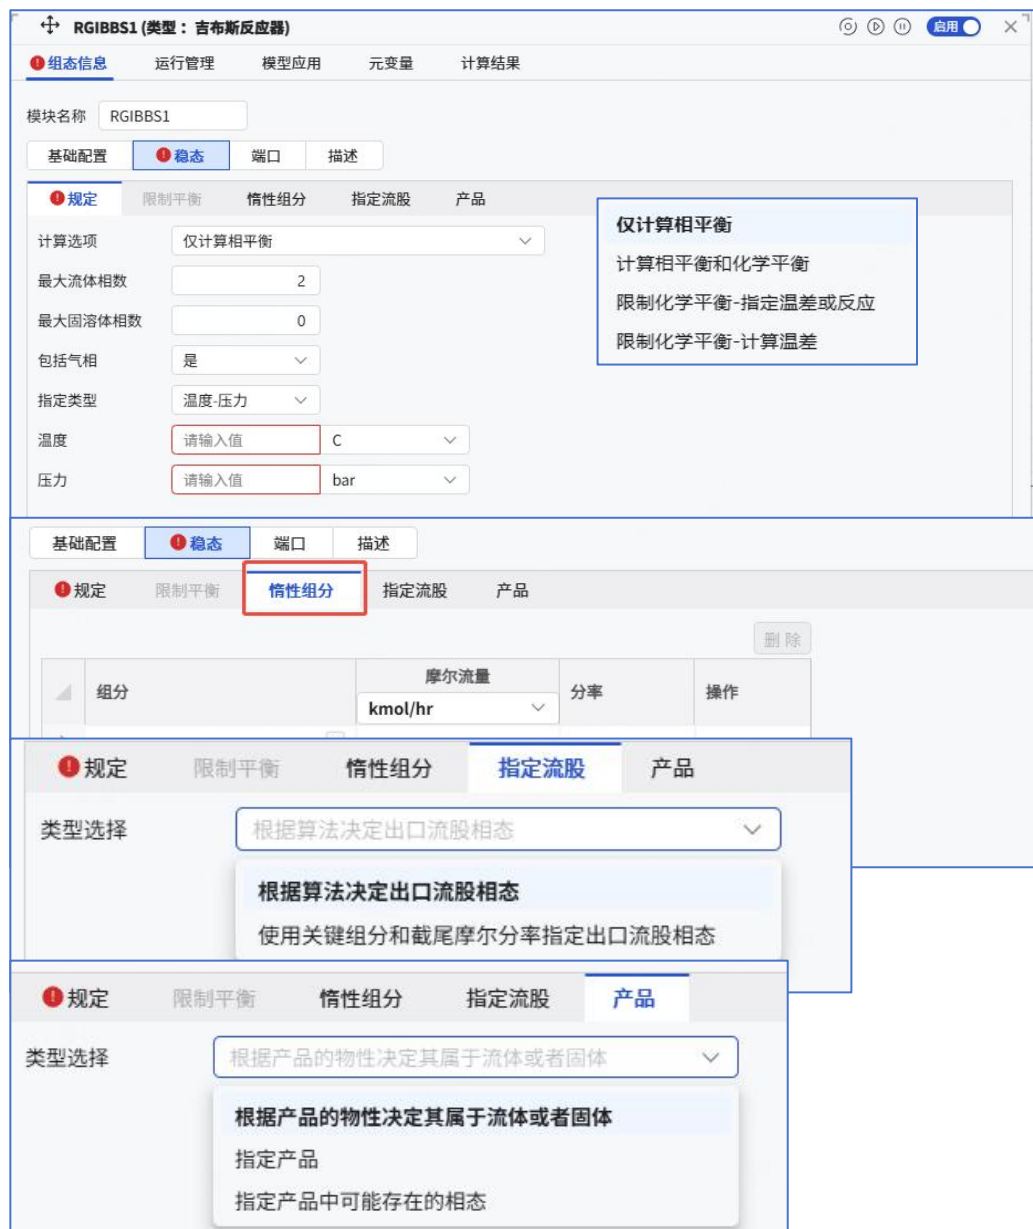 RGIBBS1 (类型 : 吉布斯反应器) 启用
组态信息 运行管理 模型应用 元变量 计算结果
模块名称 RGIBBS1
基础配置 稳态 端口 描述
规定 限制平衡 惰性组分 指定流股 产品
计算选项 仅计算相平衡
最大流体相数 2
最大固溶体相数 0
包括气相 是
指定类型 温度-压力
温度 请输入值 C
压力 请输入值 bar
仅计算相平衡
计算相平衡和化学平衡
限制化学平衡-指定温差或反应
限制化学平衡-计算温差
基础配置 稳态 端口 描述
规定 限制平衡 惰性组分 指定流股 产品
删除
组分 摩尔流量 分率 操作
kmol/hr
规定 限制平衡 惰性组分 指定流股 产品
类型选择 根据算法决定出口流股相态
根据算法决定出口流股相态
使用关键组分和截尾摩尔分率指定出口流股相态
规定 限制平衡 惰性组分 指定流股 产品
类型选择 根据产品的物性决定其属于流体或者固体
根据产品的物性决定其属于流体或者固体
指定产品
指定产品中可能存在的相态